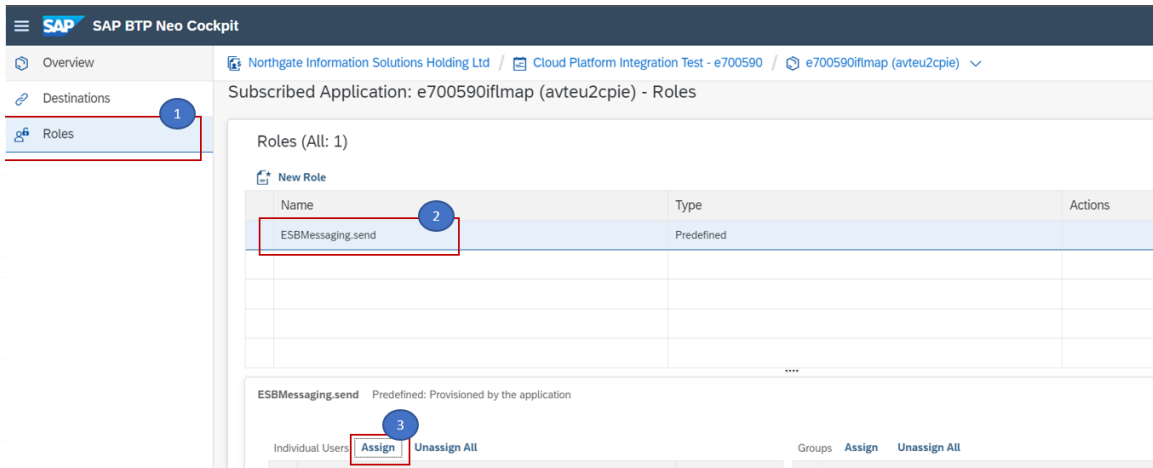 SAP SAP BTP Neo Cockpit
Overview
Destinations
1
Roles
Northgate Information Solutions Holding Ltd / Cloud Platform Integration Test - e700590 / e700590iflmap (avteu2cpie)
Subscribed Application: e700590iflmap (avteu2cpie) - Roles
Roles (All: 1)
New Role
Name Type Actions
2
ESBMessaging.send Predefined
ESBMessaging.send Predefined: Provisioned by the application
3
Individual Users Assign Unassign All Groups Assign Unassign All